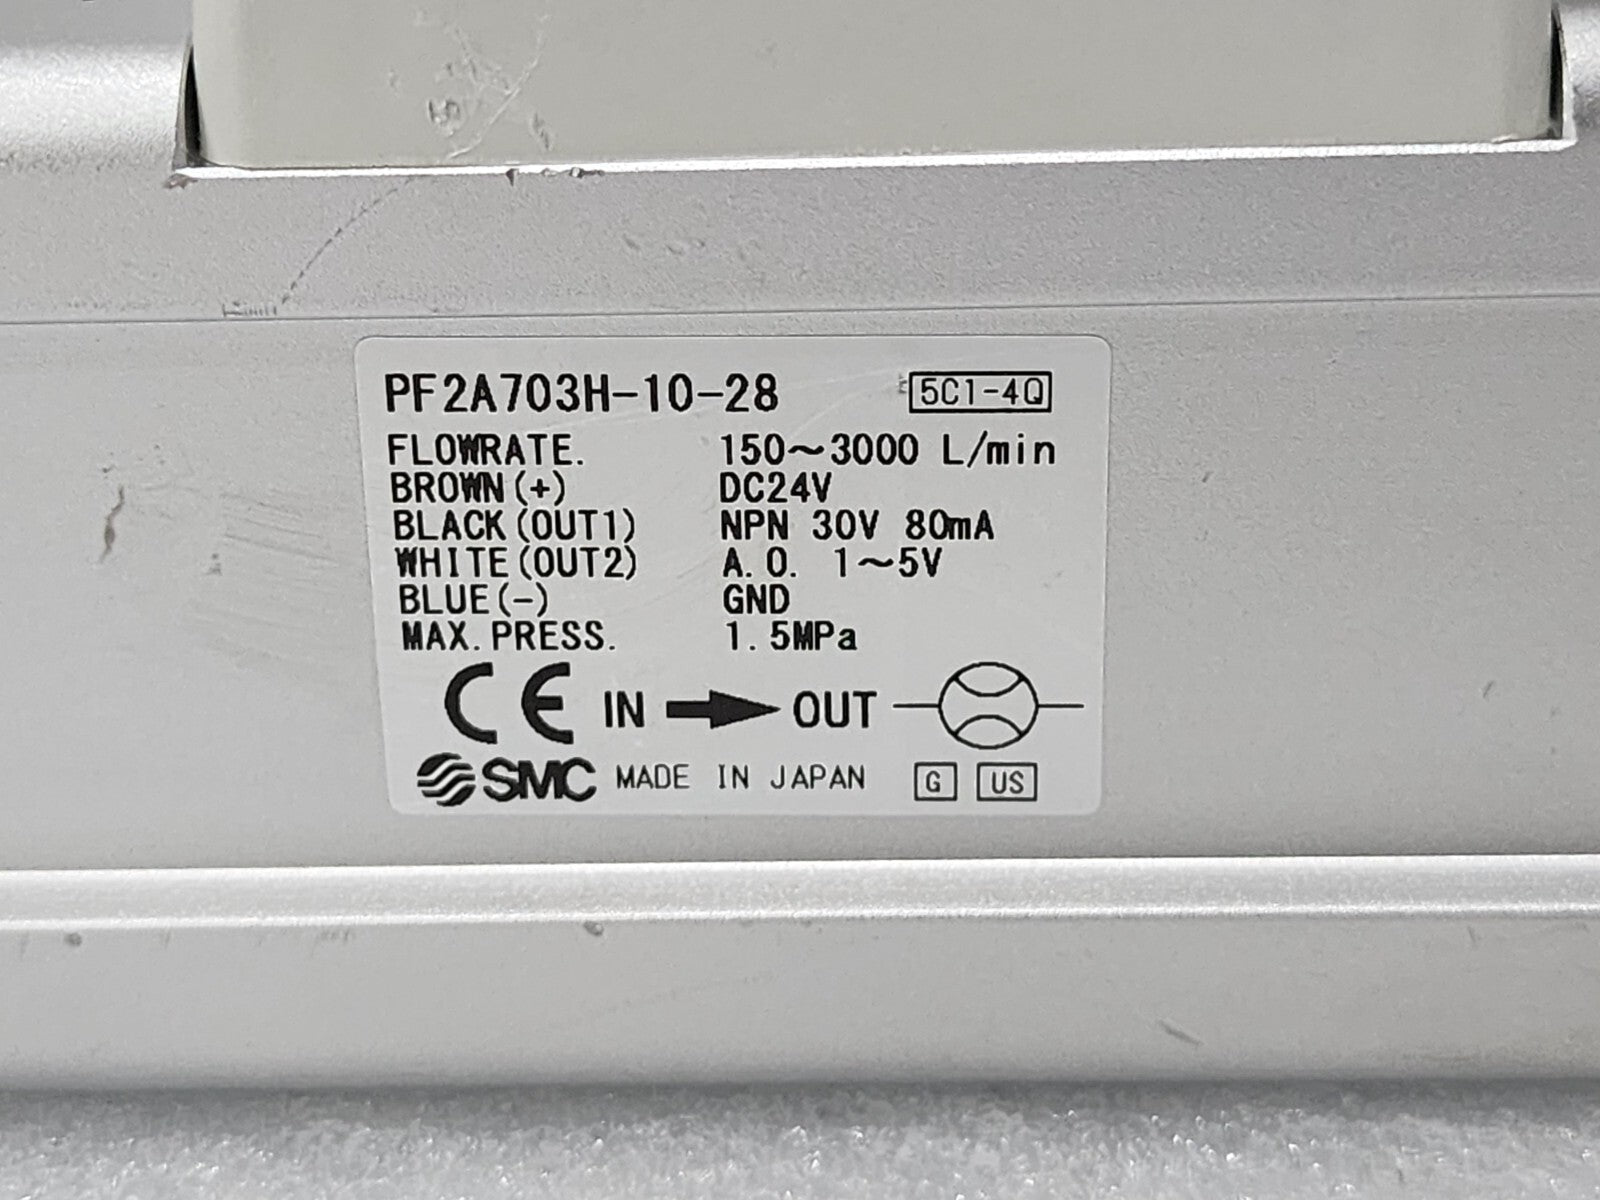 PF2A703H-10-28 5C1-4Q
FLOWRATE. 150～3000 L/min
BROWN(+) DC24V
BLACK(OUT1) NPN 30V 80mA
WHITE(OUT2) A.O. 1～5V
BLUE(-) GND
MAX.PRESS. 1.5MPa
CE IN OUT
SMC MADE IN JAPAN G US